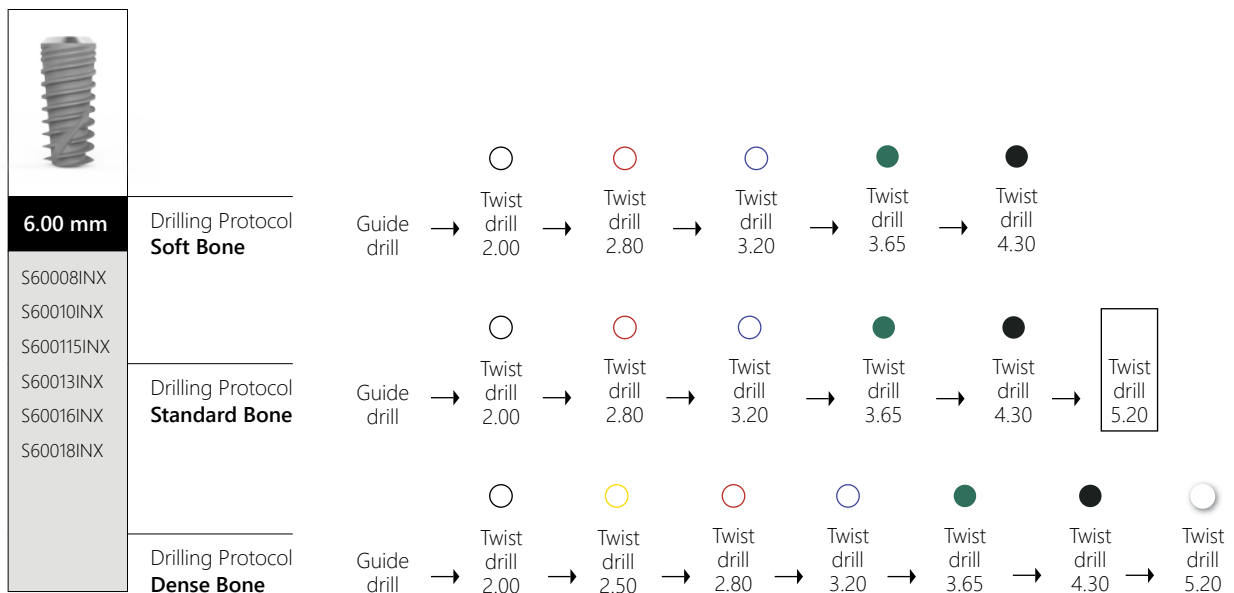 6.00 mm
S60008INX
S60010INX
S600115INX
S60013INX
S60016INX
S60018INX
Drilling Protocol
Soft Bone
Guide
drill
Twist
drill
2.00
Twist
drill
2.80
Twist
drill
3.20
Twist
drill
3.65
Twist
drill
4.30
Drilling Protocol
Standard Bone
Guide
drill
Twist
drill
2.00
Twist
drill
2.80
Twist
drill
3.20
Twist
drill
3.65
Twist
drill
4.30
Twist
drill
5.20
Drilling Protocol
Dense Bone
Guide
drill
Twist
drill
2.00
Twist
drill
2.50
Twist
drill
2.80
Twist
drill
3.20
Twist
drill
3.65
Twist
drill
4.30
Twist
drill
5.20